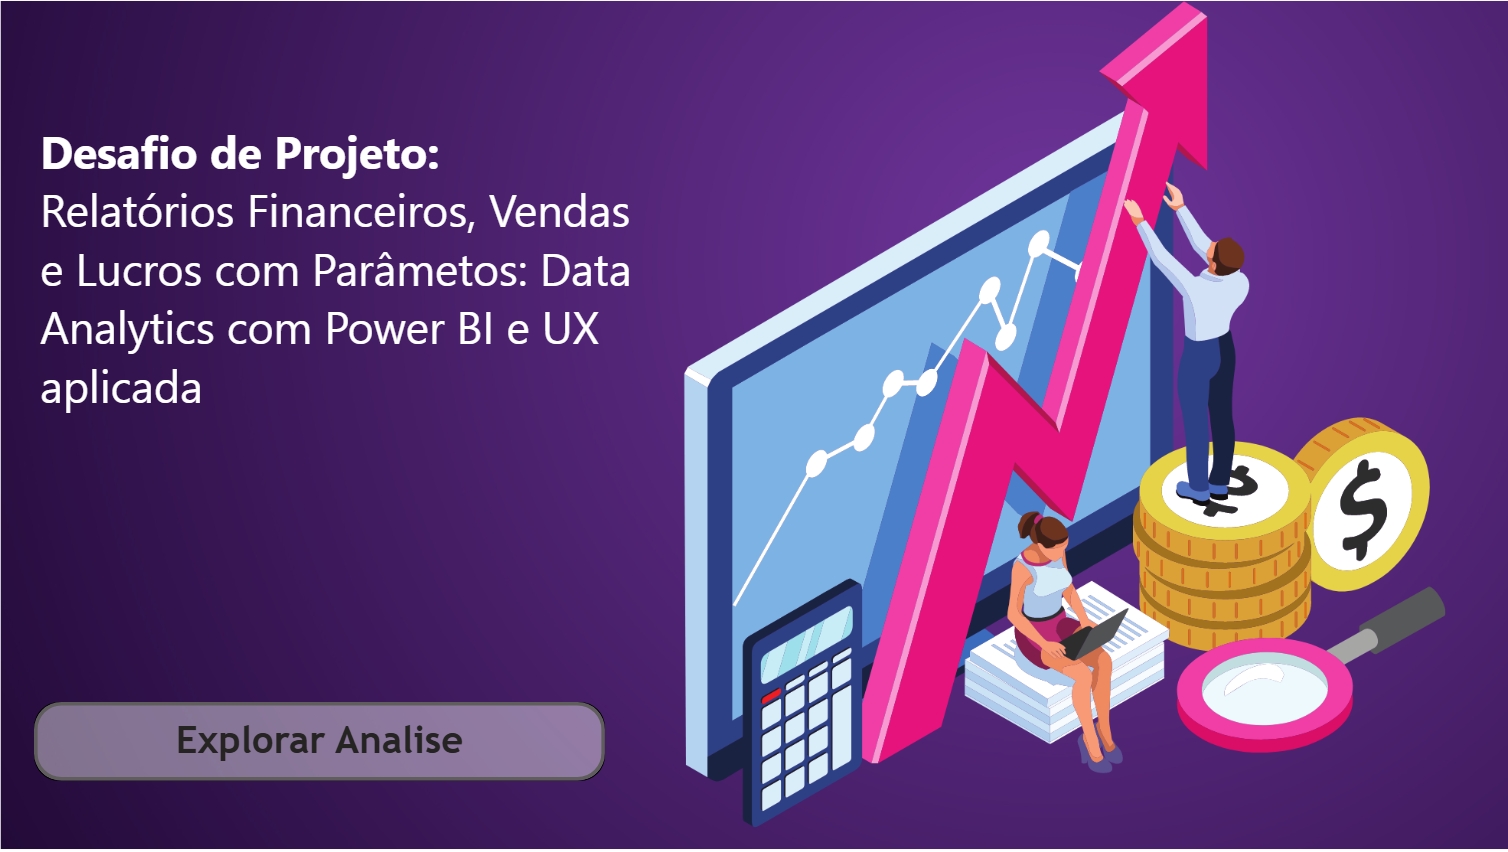 Desafio de Projeto:
Relatórios Financeiros, Vendas
e Lucros com Parâmetos: Data
Analytics com Power BI e UX
aplicada
Explorar Analise
$